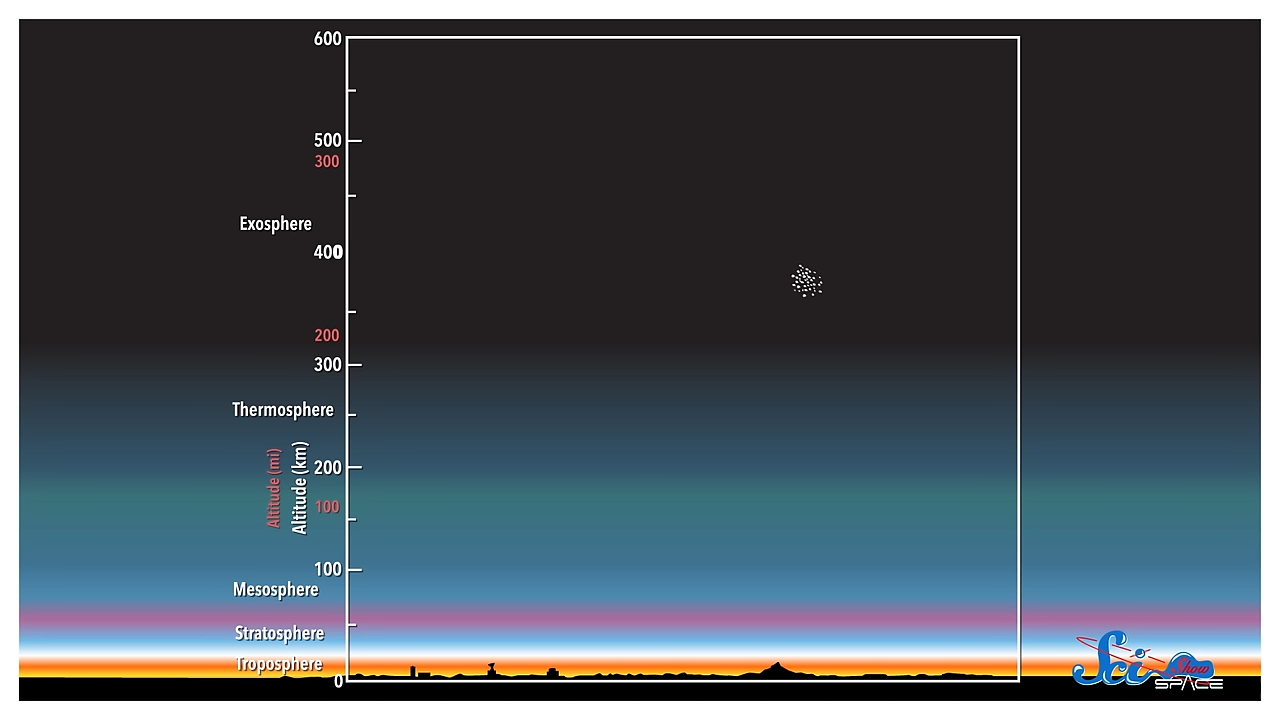 600
500
300
Exosphere
400
200
300
Thermosphere
Altitude (mi)
Altitude (km)
200
100
100
Mesosphere
Stratosphere
Troposphere
0
Sci Show
SPACE